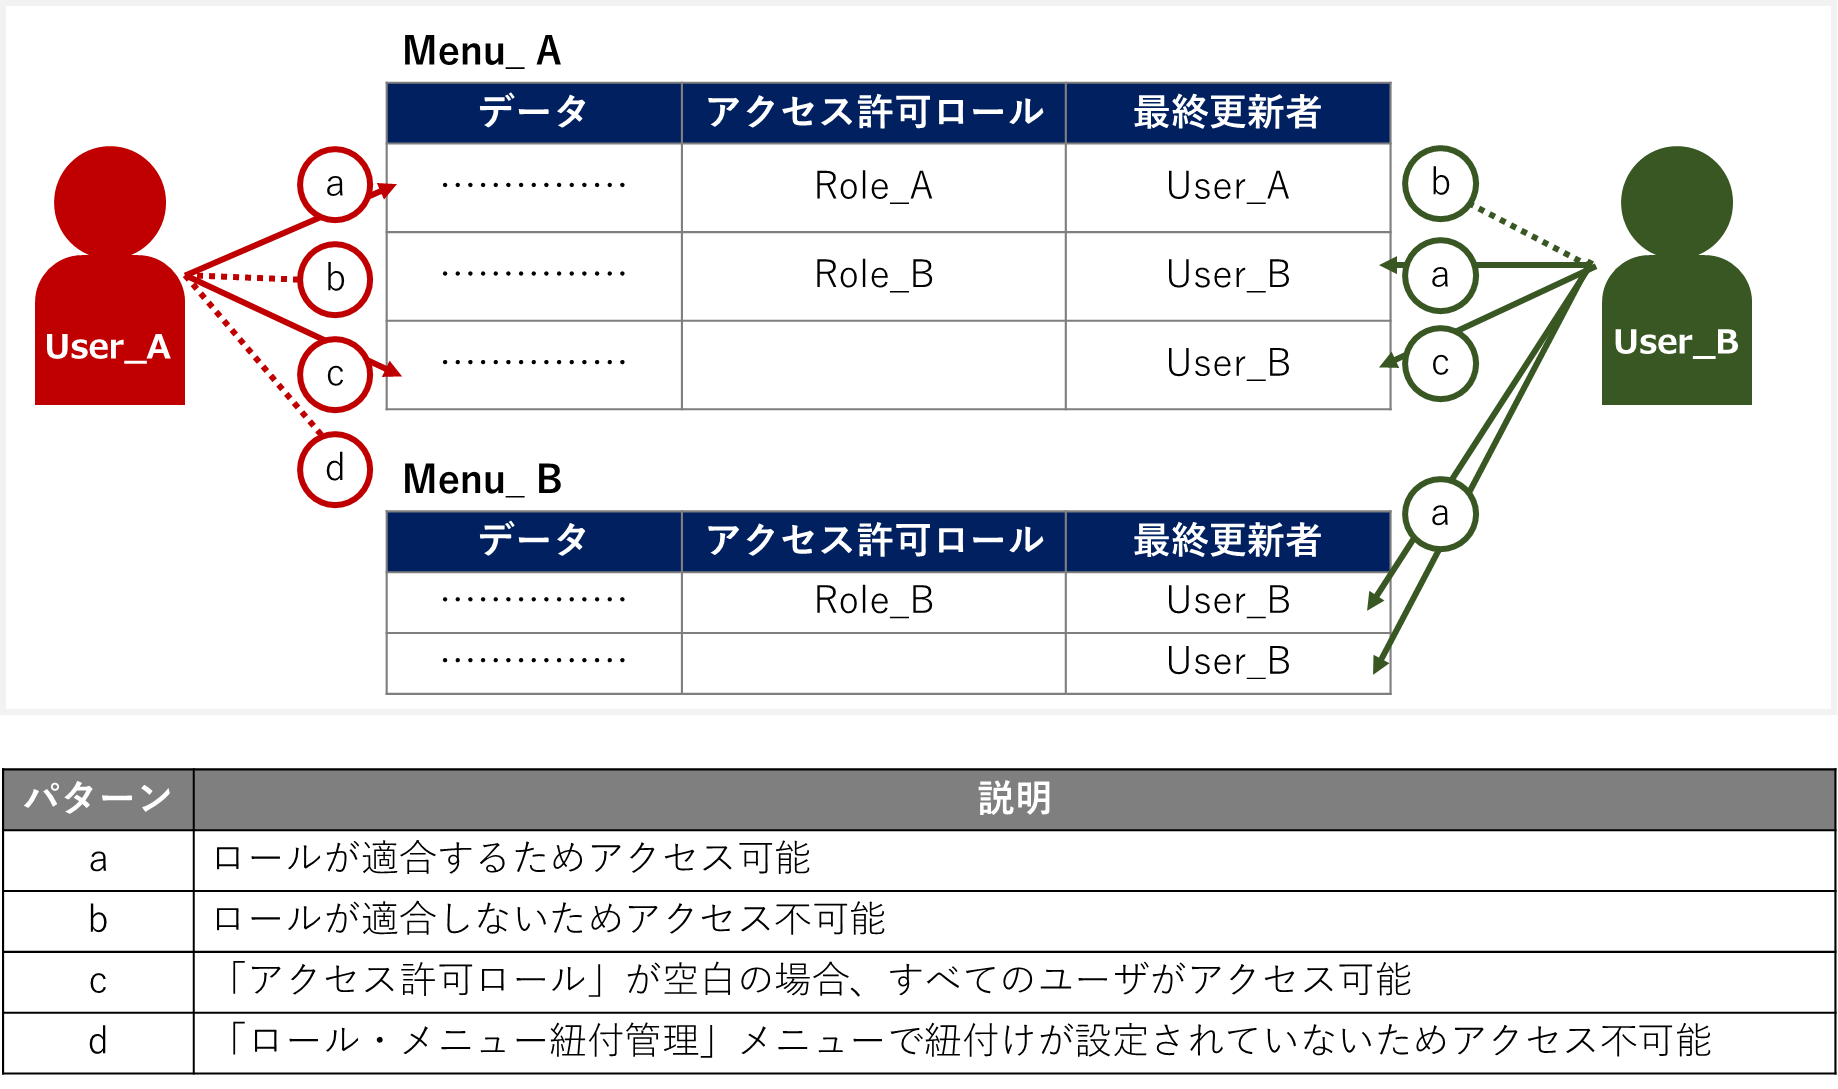 Menu_ A
データ アクセス許可ロール 最終更新者
a ‥‥‥‥‥‥‥ Role_A User_A b
b ‥‥‥‥‥‥‥ Role_B User_B a
User_A User_B
c ‥‥‥‥‥‥‥ User_B c
d
Menu_ B
a
データ アクセス許可ロール 最終更新者
‥‥‥‥‥‥‥ Role_B User_B
‥‥‥‥‥‥‥ User_B
パターン 説明
a ロールが適合するためアクセス可能
b ロールが適合しないためアクセス不可能
c 「アクセス許可ロール」が空白の場合、すべてのユーザがアクセス可能
d 「ロール・メニュー紐付管理」メニューで紐付けが設定されていないためアクセス不可能